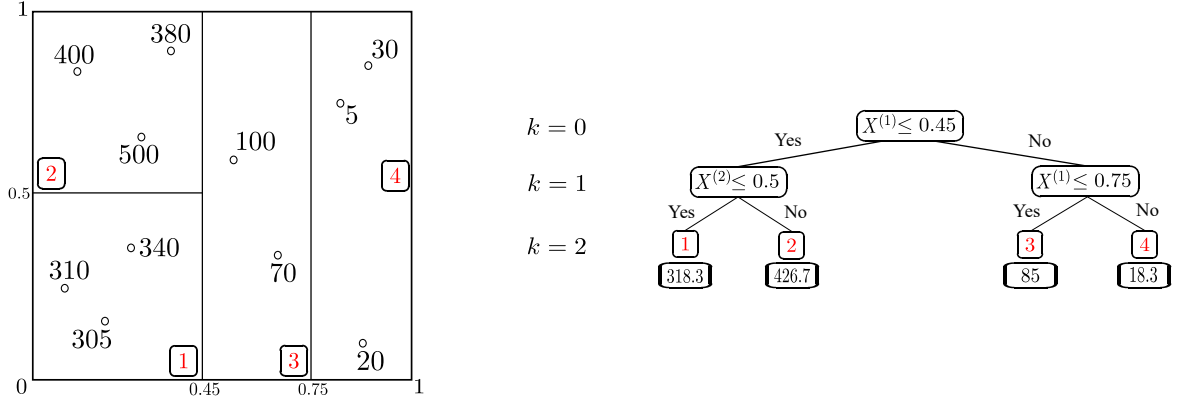 1
380
400
30
5
100
500
2
4
0.5
340
310
70
305
1
3
20
0
0.45
0.75
1
k = 0
k = 1
k = 2
X⁽¹⁾≤ 0.45
Yes
No
X⁽²⁾≤ 0.5
X⁽¹⁾≤ 0.75
Yes
No
Yes
No
1
2
3
4
318.3
426.7
85
18.3